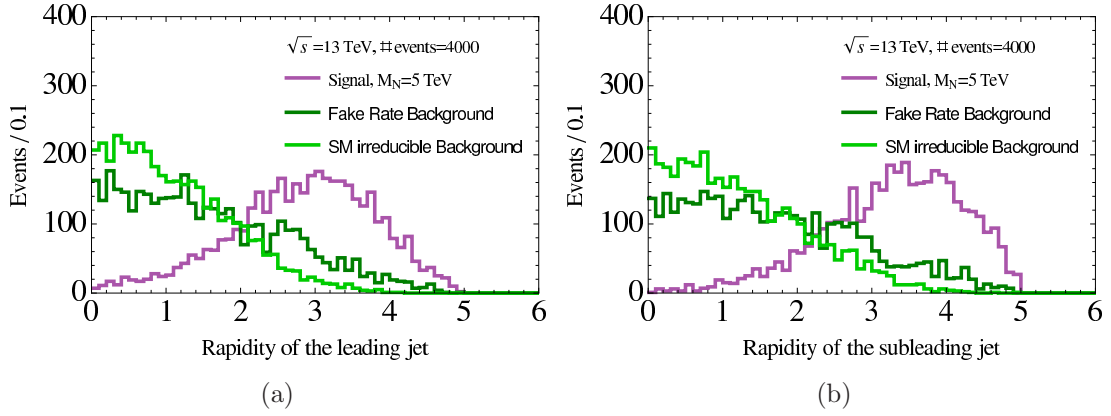 400
300
200
100
0
Events / 0.1
√s =13 TeV, # events=4000
Signal, M_N=5 TeV
Fake Rate Background
SM irreducible Background
0 1 2 3 4 5 6
Rapidity of the leading jet
(a)
400
300
200
100
0
Events / 0.1
√s =13 TeV, # events=4000
Signal, M_N=5 TeV
Fake Rate Background
SM irreducible Background
0 1 2 3 4 5 6
Rapidity of the subleading jet
(b)